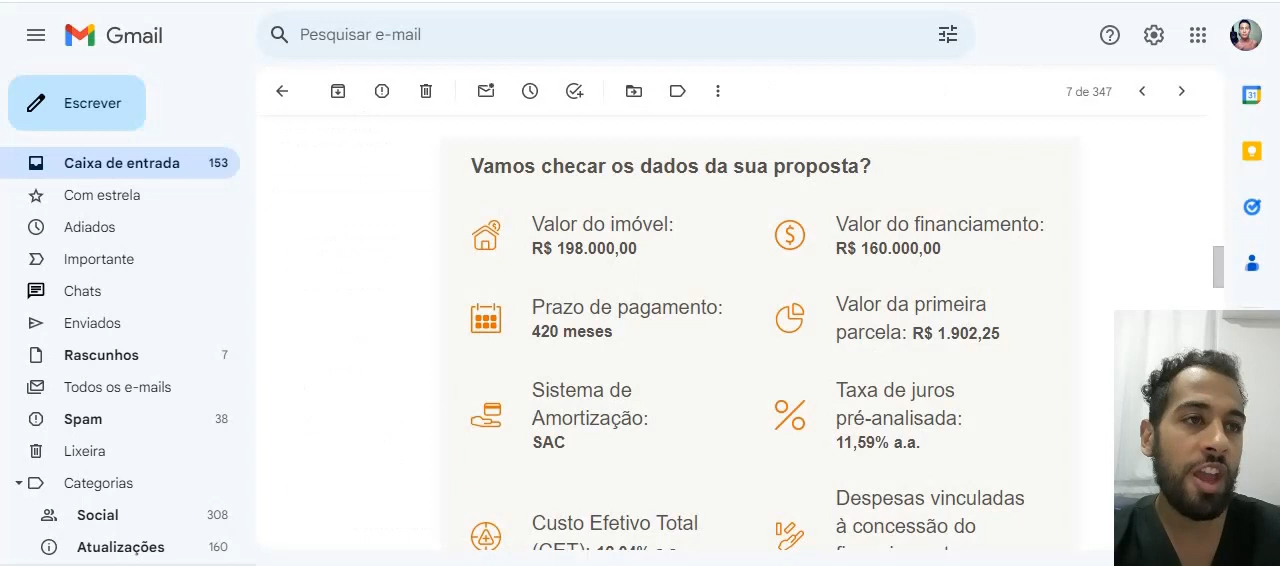 Gmail
Pesquisar e-mail
Escrever
7 de 347
31
Caixa de entrada 153
Com estrela
Adiados
Importante
Chats
Enviados
Rascunhos 7
Todos os e-mails
Spam 38
Lixeira
Categorias
Social 308
Atualizações 160
Vamos checar os dados da sua proposta?
Valor do imóvel:
R$ 198.000,00
Valor do financiamento:
R$ 160.000,00
Prazo de pagamento:
420 meses
Valor da primeira
parcela: R$ 1.902,25
Sistema de
Amortização:
SAC
Taxa de juros
pré-analisada:
11,59% a.a.
Custo Efetivo Total
(CET):
Despesas vinculadas
à concessão do